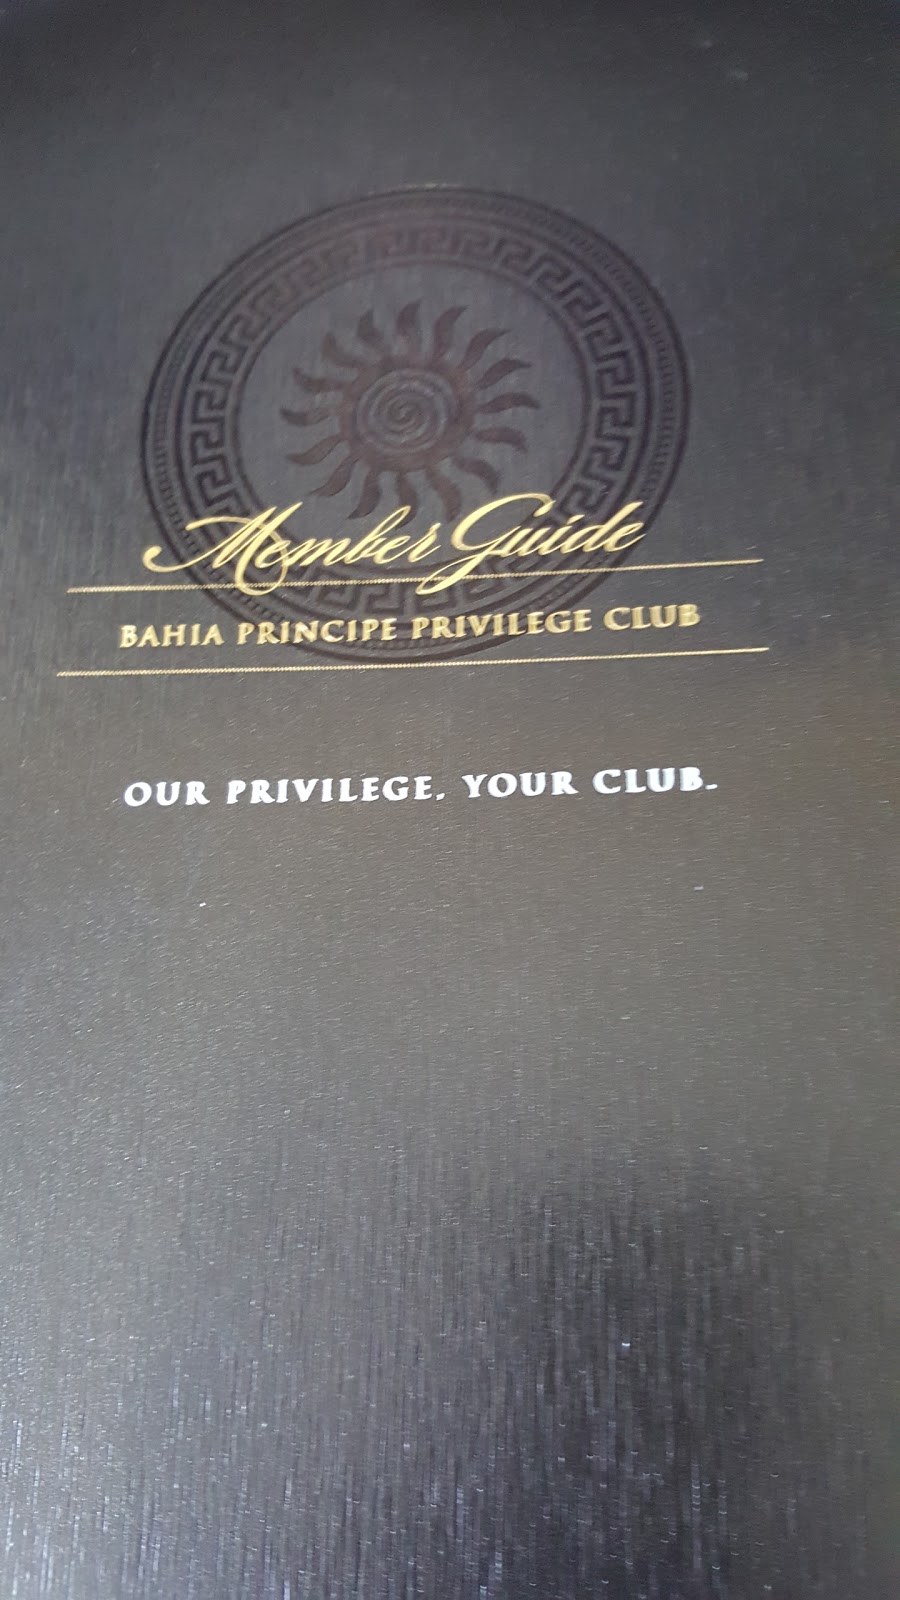 Member Guide
BAHIA PRINCIPE PRIVILEGE CLUB
OUR PRIVILEGE. YOUR CLUB.